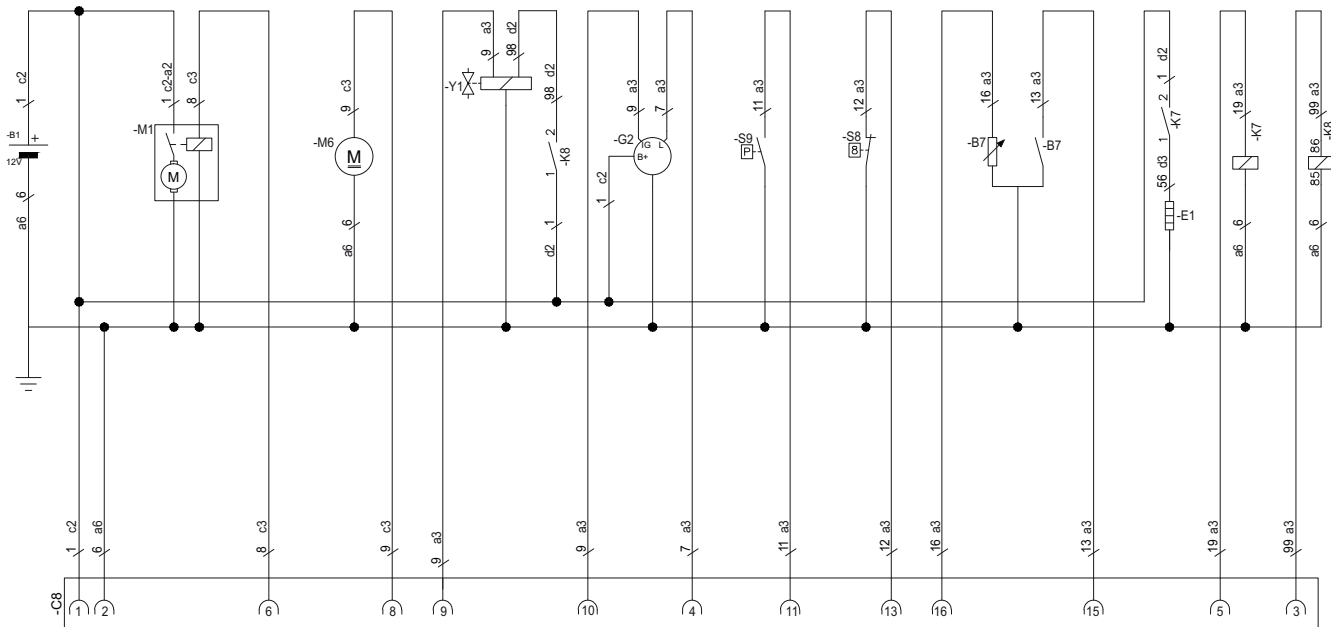 c2
1
-B1
+
12V
6
a6
-M1
1 c2-a2
8 c3
M
-M6
9 c3
M
6
a6
-Y1
9 a3
98 d2
98 d2
2
-K8
1
1
d2
-G2
9 a3
7 a3
IG L
B+
1 c2
-S9
11 a3
P
-S8
12 a3
8
-B7
16 a3
13 a3
-B7
1 d2
2
-K7
1
56 d3
-E1
19 a3
-K7
6
a6
99 a3
86
-K8
85
6
a6
1 c2
6 a6
8 c3
9 c3
9 a3
9 a3
7 a3
11 a3
12 a3
16 a3
13 a3
19 a3
99 a3
-C8
1 2 6 8 9 10 4 11 13 16 15 5 3